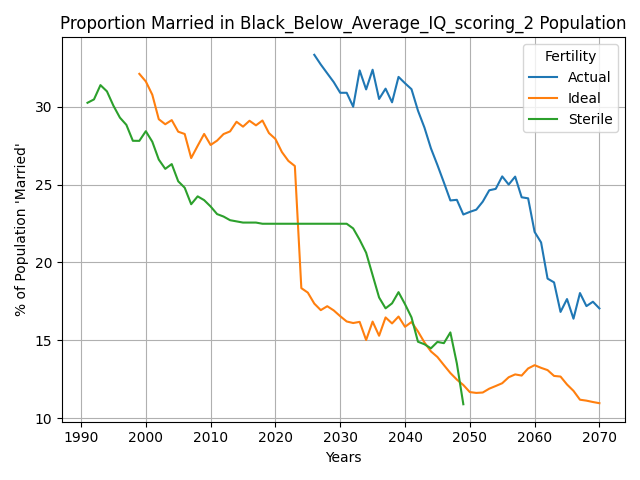 Proportion Married in Black_Below_Average_IQ_scoring_2 Population
Fertility
Actual
Ideal
Sterile
% of Population 'Married'
30
25
20
15
10
1990
2000
2010
2020
2030
2040
2050
2060
2070
Years